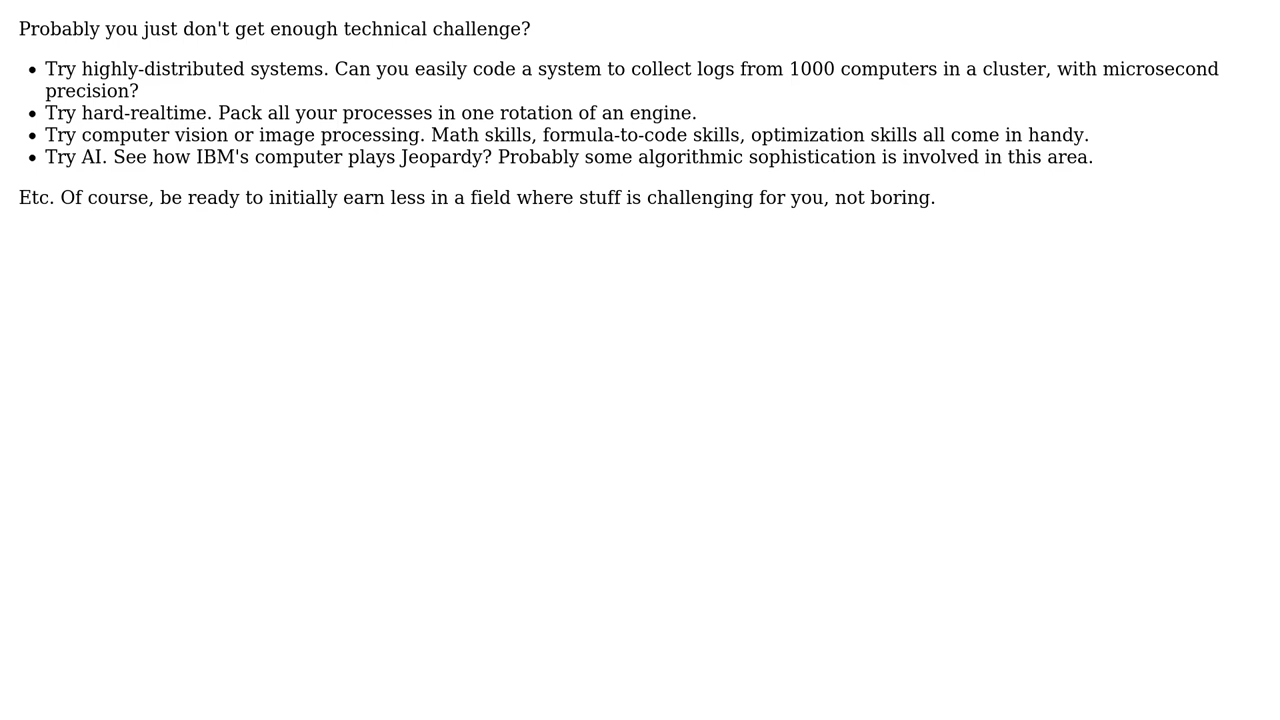 Probably you just don't get enough technical challenge?
• Try highly-distributed systems. Can you easily code a system to collect logs from 1000 computers in a cluster, with microsecond
precision?
• Try hard-realtime. Pack all your processes in one rotation of an engine.
• Try computer vision or image processing. Math skills, formula-to-code skills, optimization skills all come in handy.
• Try AI. See how IBM's computer plays Jeopardy? Probably some algorithmic sophistication is involved in this area.
Etc. Of course, be ready to initially earn less in a field where stuff is challenging for you, not boring.